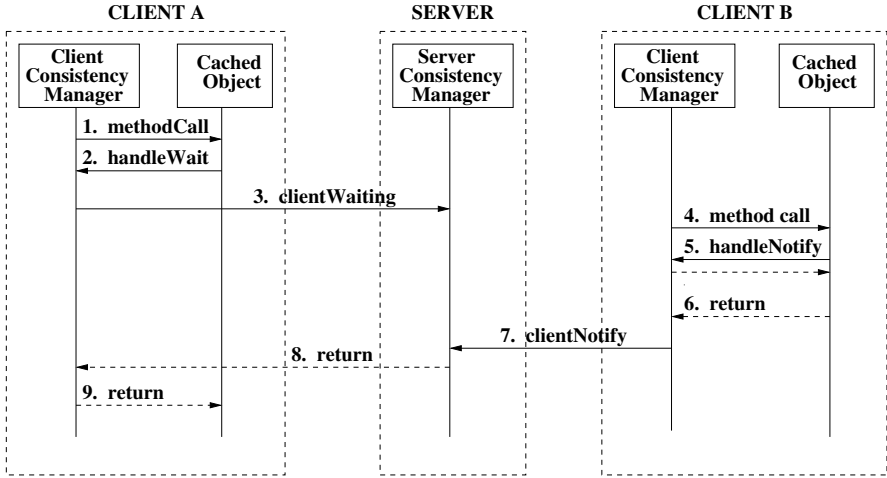 CLIENT A
SERVER
CLIENT B
Client
Consistency
Manager
Cached
Object
Server
Consistency
Manager
Client
Consistency
Manager
Cached
Object
1. methodCall
2. handleWait
3. clientWaiting
4. method call
5. handleNotify
6. return
7. clientNotify
8. return
9. return